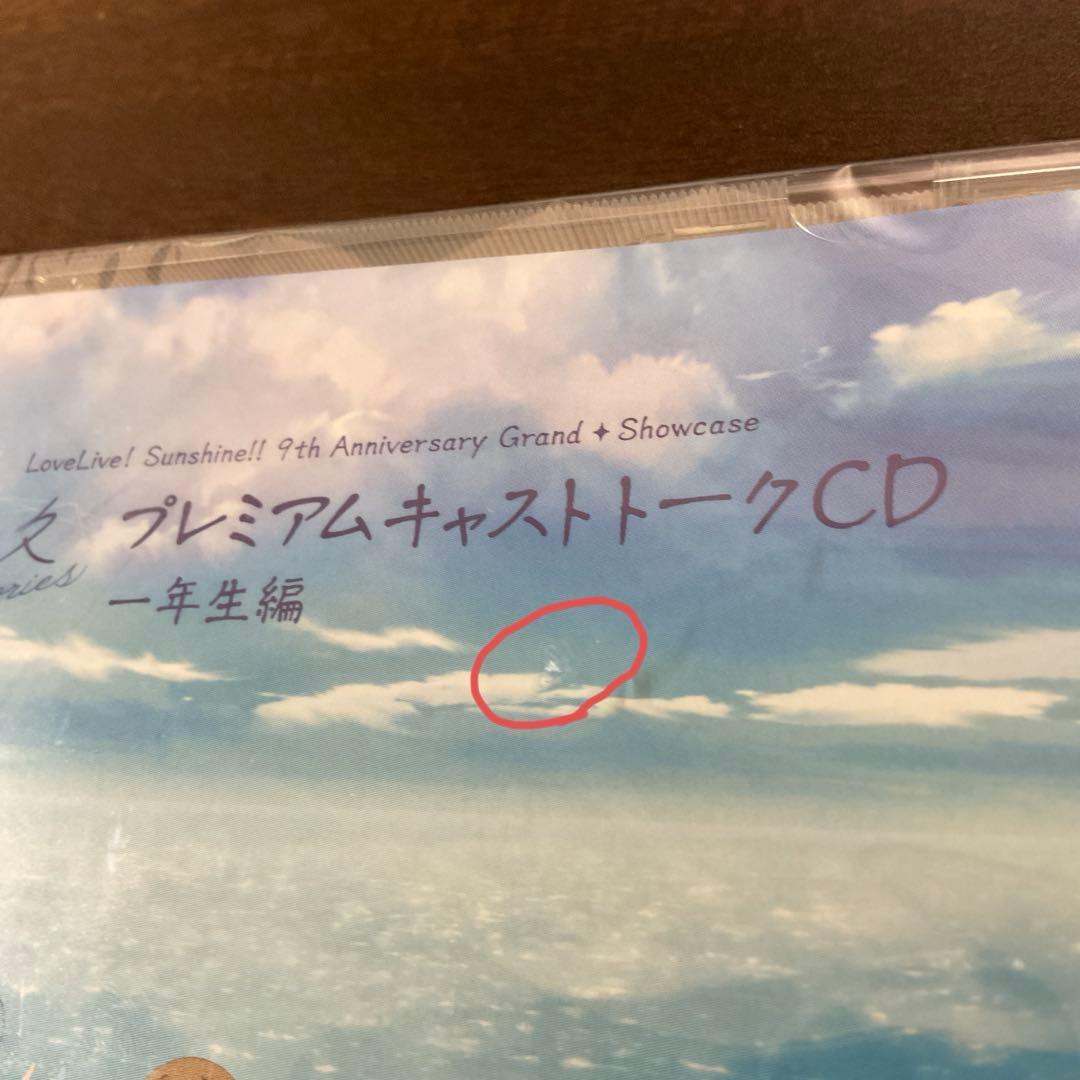 LoveLive! Sunshine!! 9th Anniversary Grand✦Showcase
プレミアムキャストトークCD
一年生編